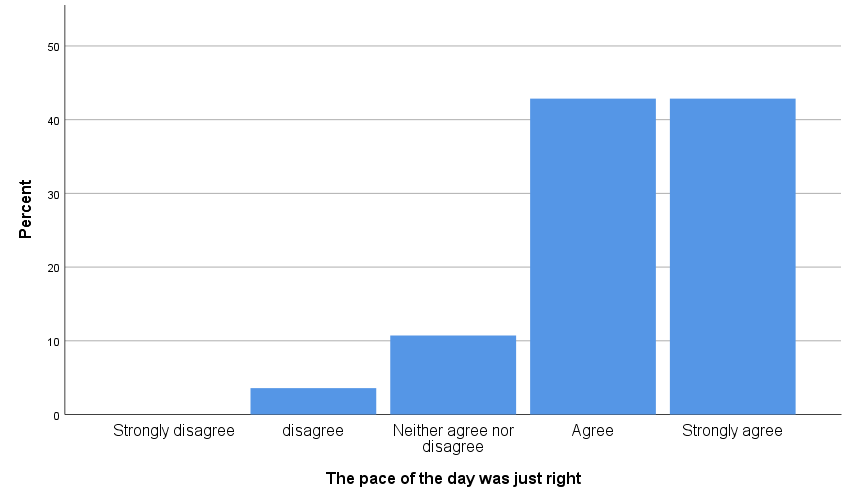 50
40
30
20
10
0
Percent
Strongly disagree
disagree
Neither agree nor
disagree
Agree
Strongly agree
The pace of the day was just right